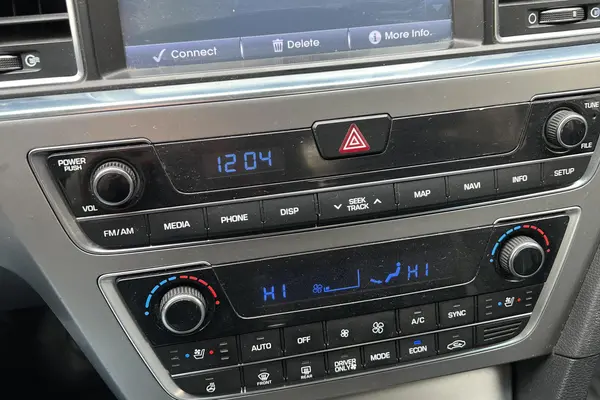 Connect Delete More Info.
POWER
PUSH
VOL
12:04
TUNE
FILE
FM/AM MEDIA PHONE DISP SEEK TRACK MAP NAVI INFO SETUP
HI HI
AUTO OFF A/C SYNC
FRONT REAR DRIVER ONLY MODE ECON